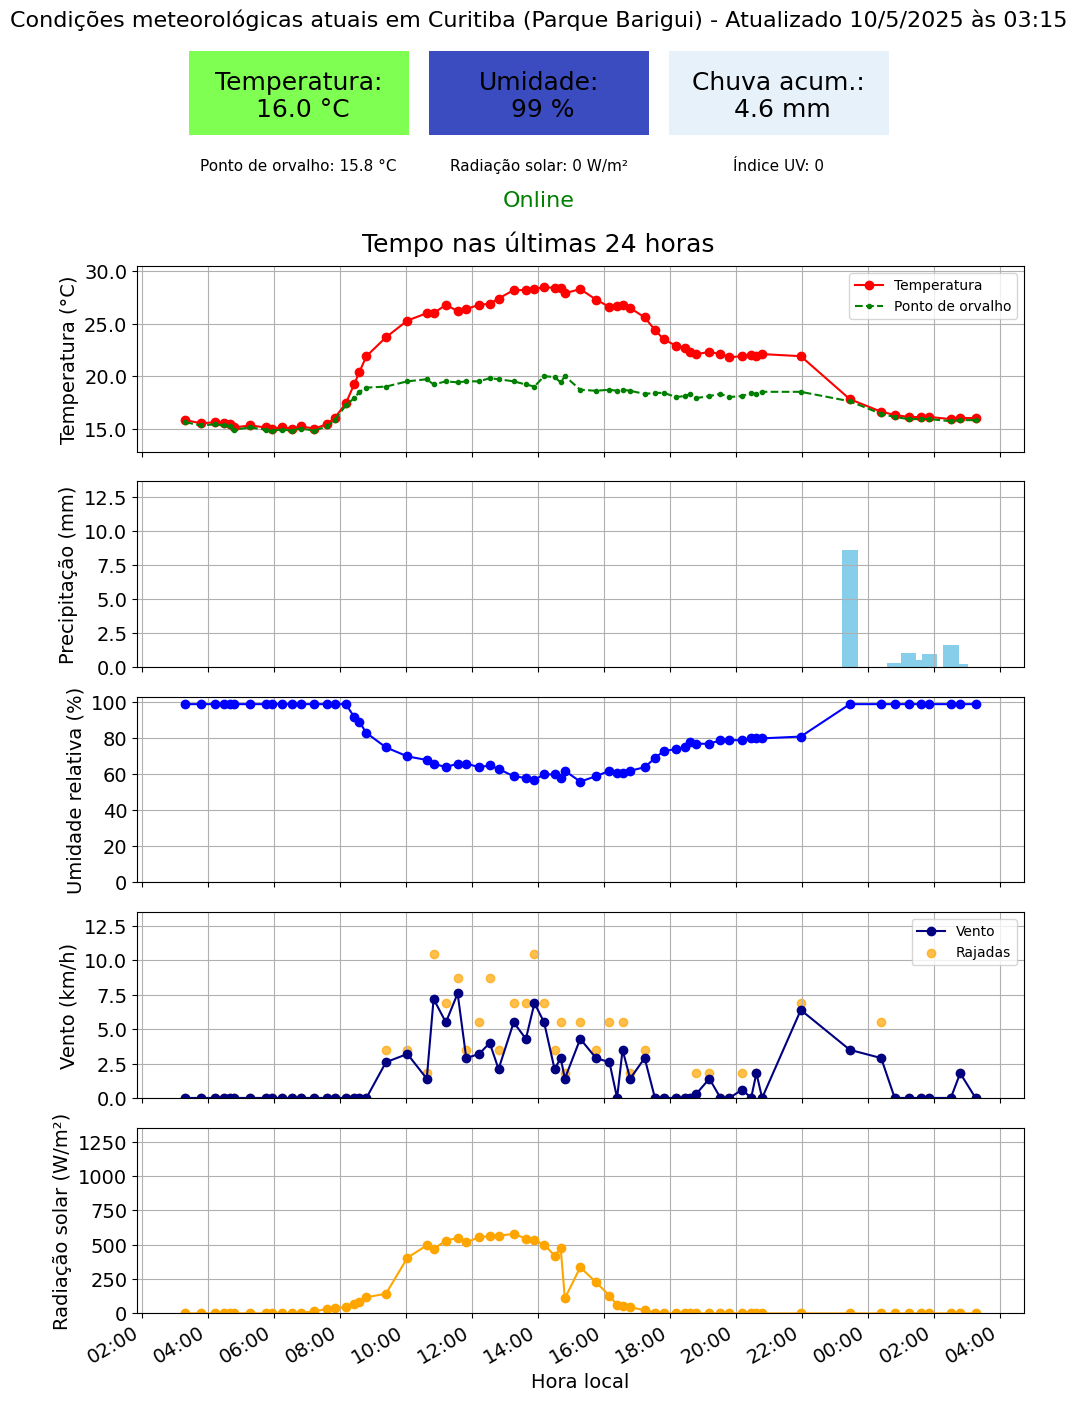 Condições meteorológicas atuais em Curitiba (Parque Barigui) - Atualizado 10/5/2025 às 03:15
Temperatura:
16.0 °C
Umidade:
99 %
Chuva acum.:
4.6 mm
Ponto de orvalho: 15.8 °C
Radiação solar: 0 W/m²
Índice UV: 0
Online
Tempo nas últimas 24 horas
Temperatura (°C)
30.0
25.0
20.0
15.0
Temperatura
Ponto de orvalho
Precipitação (mm)
12.5
10.0
7.5
5.0
2.5
0.0
Umidade relativa (%)
100
80
60
40
20
0
Vento (km/h)
12.5
10.0
7.5
5.0
2.5
0.0
Vento
Rajadas
Radiação solar (W/m²)
1250
1000
750
500
250
0
02:00 04:00 06:00 08:00 10:00 12:00 14:00 16:00 18:00 20:00 22:00 00:00 02:00 04:00
Hora local